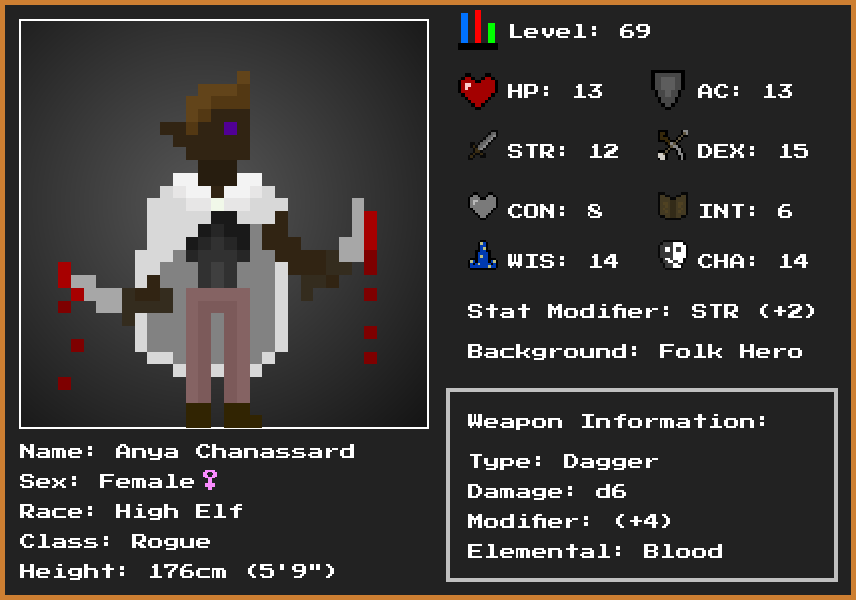 Level: 69
HP: 13 AC: 13
STR: 12 DEX: 15
CON: 8 INT: 6
WIS: 14 CHA: 14
Stat Modifier: STR (+2)
Background: Folk Hero
Weapon Information:
Type: Dagger
Damage: d6
Modifier: (+4)
Elemental: Blood
Name: Anya Chanassard
Sex: Female♀
Race: High Elf
Class: Rogue
Height: 176cm (5'9")